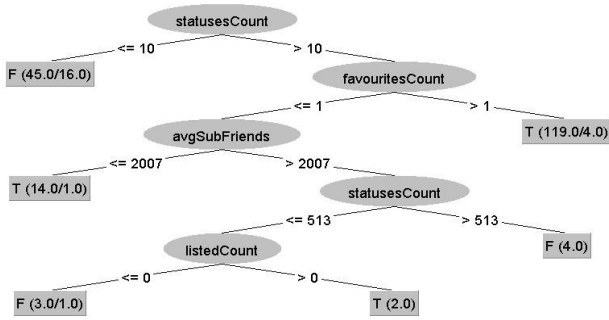 statusesCount
<= 10 > 10
F (45.0/16.0)
favouritesCount
<= 1 > 1
avgSubFriends
T (119.0/4.0)
<= 2007 > 2007
T (14.0/1.0)
statusesCount
<= 513 > 513
listedCount
F (4.0)
<= 0 > 0
F (3.0/1.0)
T (2.0)